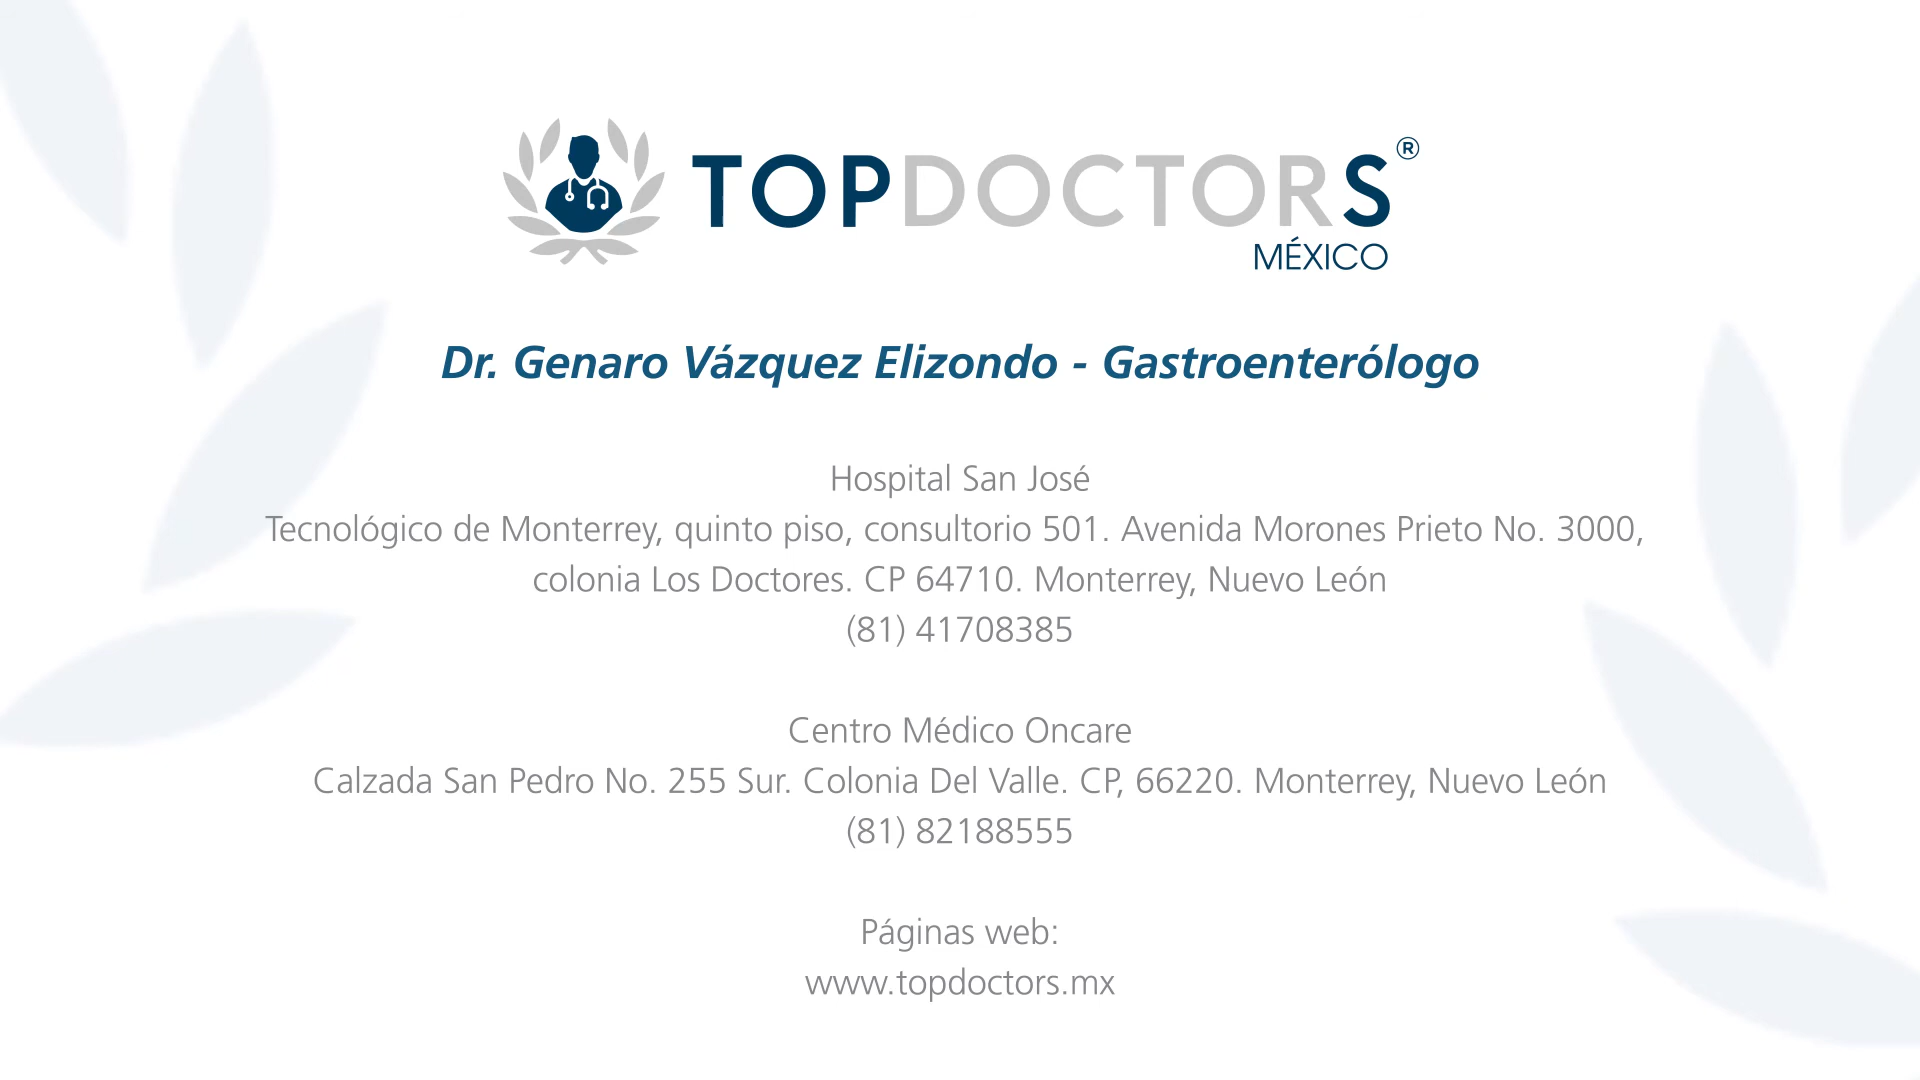 TOPDOCTORS®
MÉXICO
Dr. Genaro Vázquez Elizondo - Gastroenterólogo
Hospital San José
Tecnológico de Monterrey, quinto piso, consultorio 501. Avenida Morones Prieto No. 3000,
colonia Los Doctores. CP 64710. Monterrey, Nuevo León
(81) 41708385
Centro Médico Oncare
Calzada San Pedro No. 255 Sur. Colonia Del Valle. CP, 66220. Monterrey, Nuevo León
(81) 82188555
Páginas web:
www.topdoctors.mx